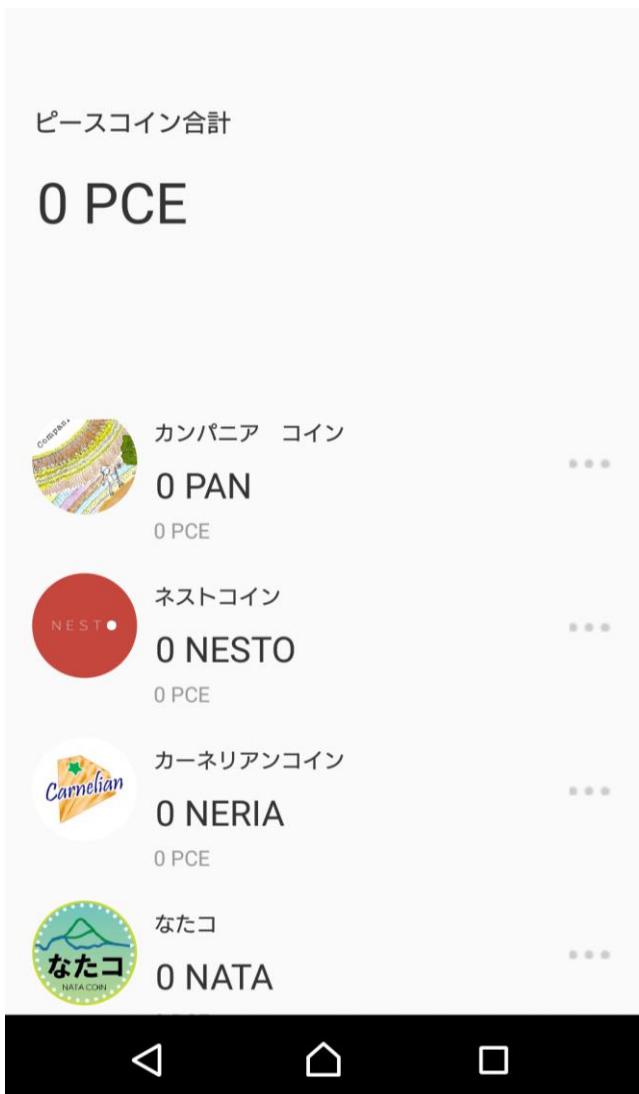 ピースコイン合計
0 PCE
Compani
カンパニア　コイン
0 PAN
0 PCE
NESTO
ネストコイン
0 NESTO
0 PCE
Carnelian
カーネリアンコイン
0 NERIA
0 PCE
なたコ
NATA COIN
なたコ
0 NATA